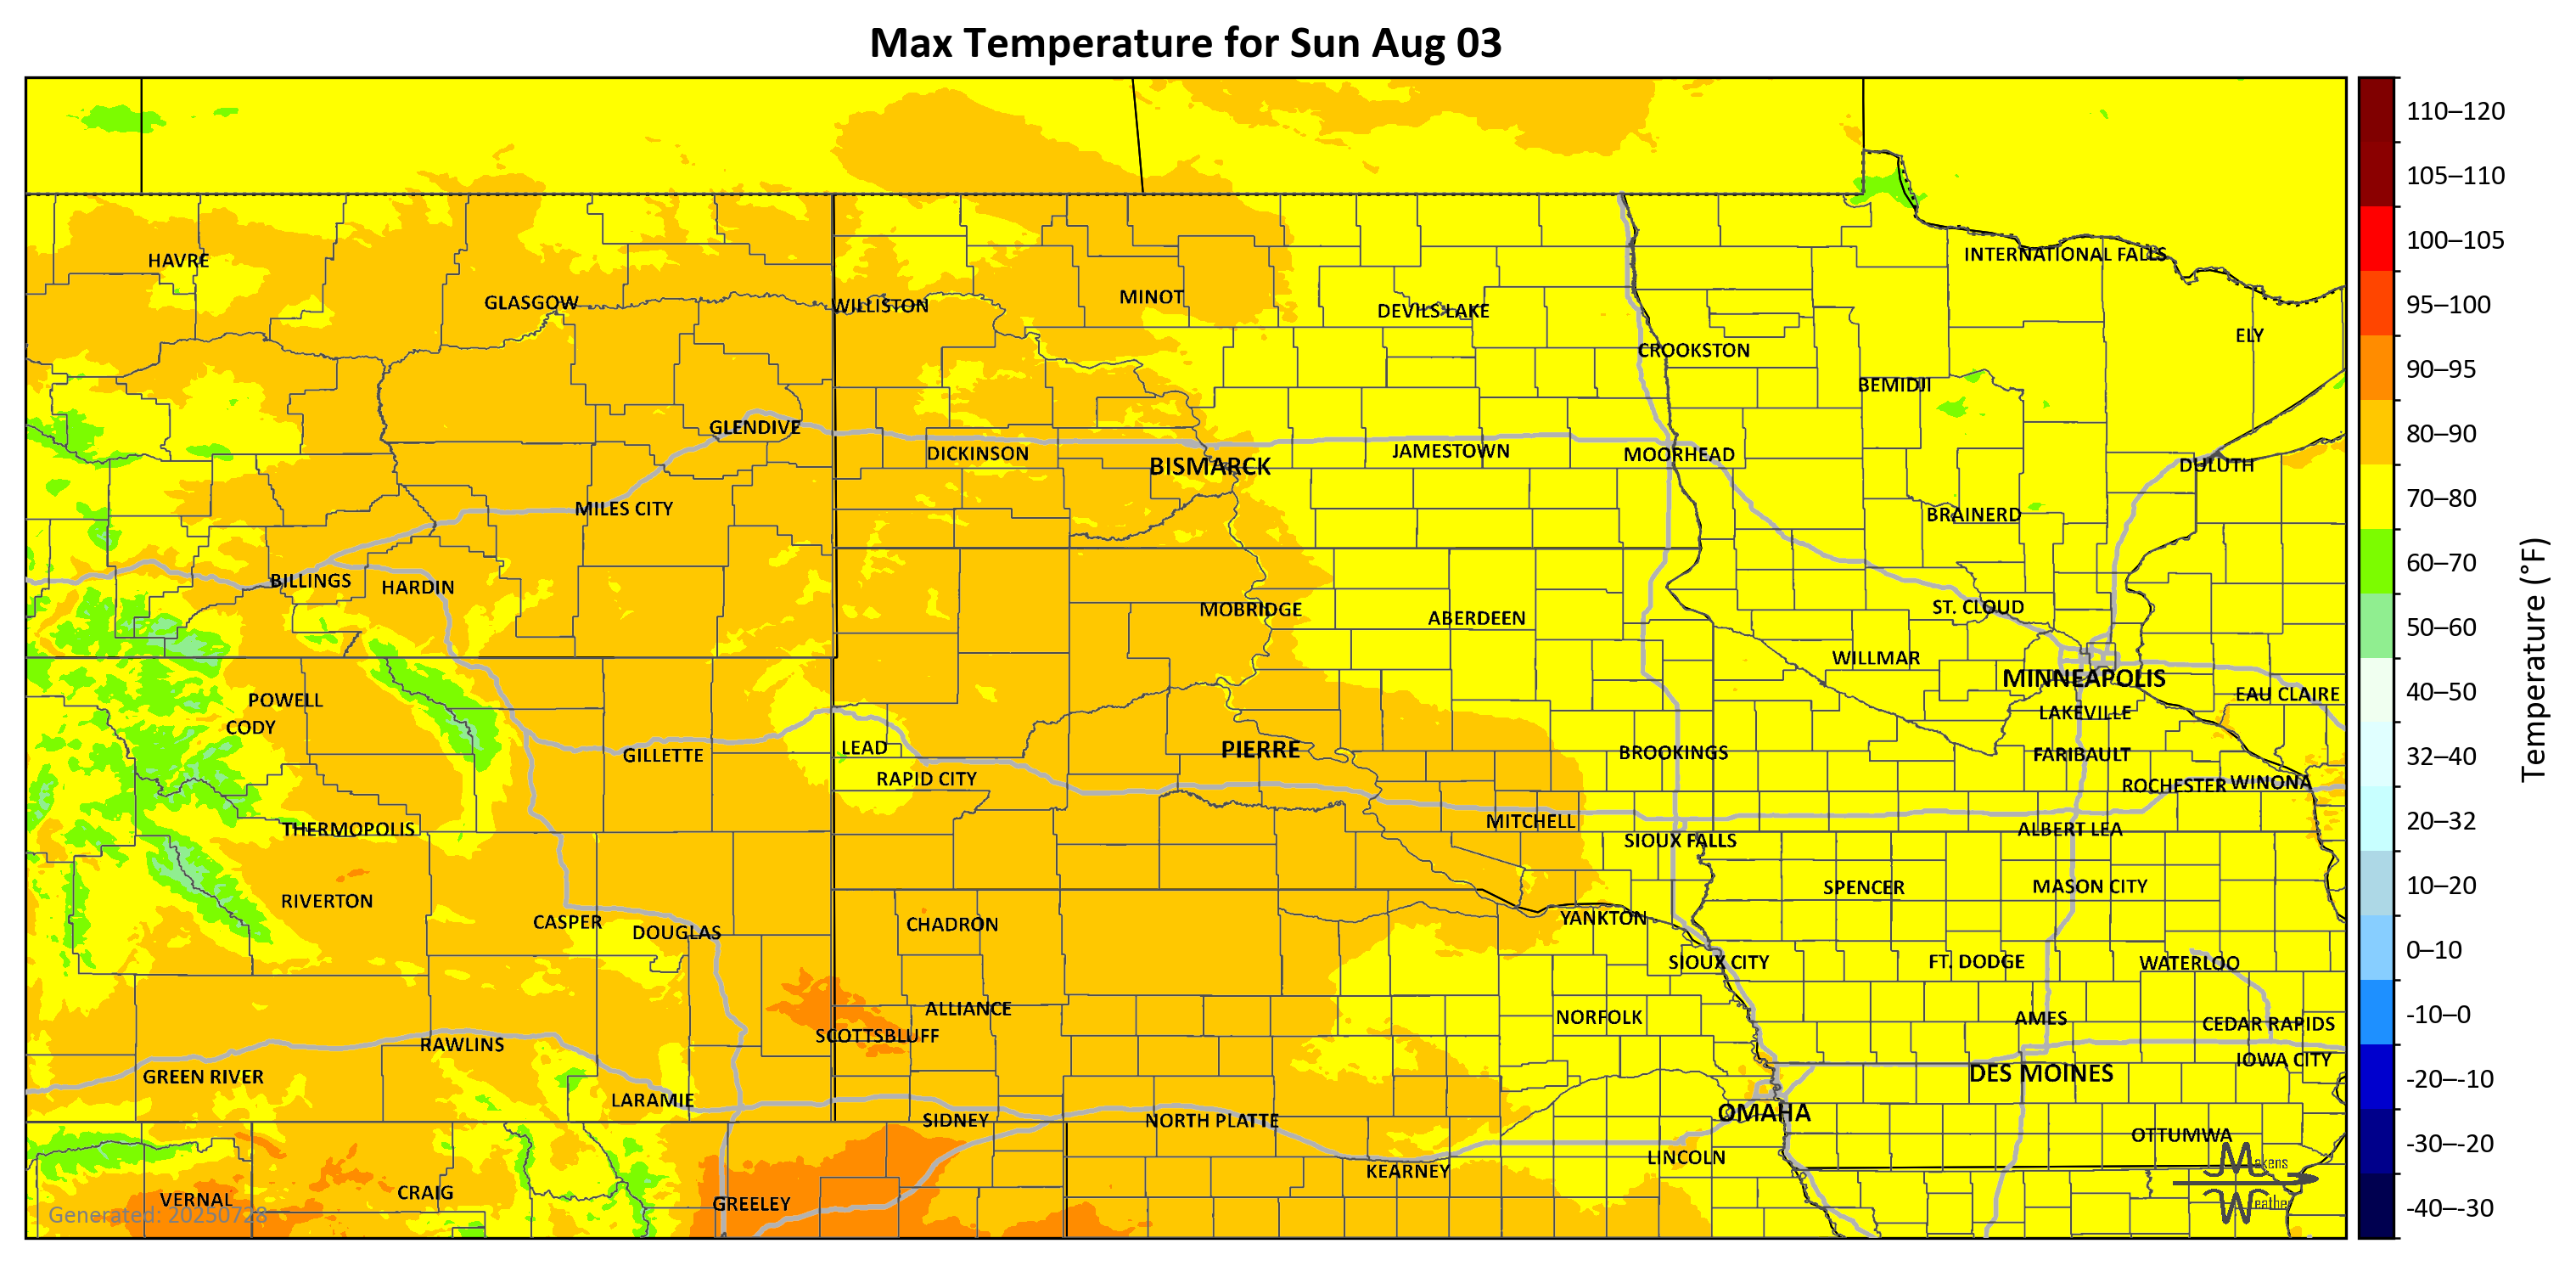 Max Temperature for Sun Aug 03
110–120
105–110
100–105
95–100
90–95
80–90
70–80
60–70
50–60
40–50
32–40
20–32
10–20
0–10
-10–0
-20–-10
-30–-20
-40–-30
Temperature (°F)
HAVRE
INTERNATIONAL FALLS
GLASGOW
WILLISTON
MINOT
DEVILS LAKE
ELY
CROOKSTON
BEMIDJI
GLENDIVE
DICKINSON
BISMARCK
JAMESTOWN
MOORHEAD
DULUTH
MILES CITY
BRAINERD
BILLINGS
HARDIN
MOBRIDGE
ABERDEEN
ST. CLOUD
WILLMAR
MINNEAPOLIS
POWELL
EAU CLAIRE
CODY
LAKEVILLE
GILLETTE
LEAD
PIERRE
BROOKINGS
FARIBAULT
RAPID CITY
ROCHESTER
WINONA
THERMOPOLIS
MITCHELL
ALBERT LEA
SIOUX FALLS
RIVERTON
SPENCER
MASON CITY
CASPER
DOUGLAS
CHADRON
YANKTON
SIOUX CITY
FT. DODGE
WATERLOO
ALLIANCE
NORFOLK
AMES
CEDAR RAPIDS
SCOTTSBLUFF
RAWLINS
IOWA CITY
GREEN RIVER
DES MOINES
LARAMIE
SIDNEY
NORTH PLATTE
OMAHA
OTTUMWA
LINCOLN
KEARNEY
VERNAL
CRAIG
GREELEY
Generated: 20250728
Makens
Weather